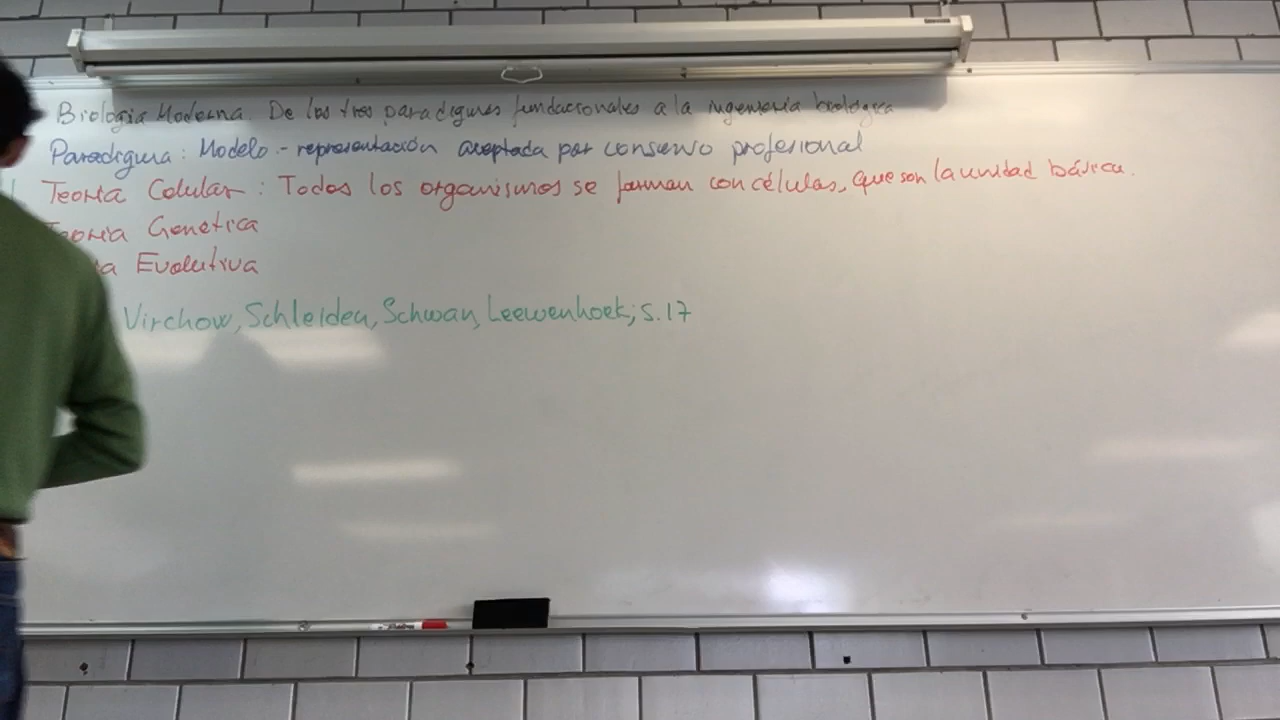 Biología Moderna. De los tres paradigmas fundacionales a la ingeniería biológica
Paradigma: Modelo - representación aceptada por consenso profesional
Teoría Celular: Todos los organismos se forman con células, que son la unidad básica.
Genética
Evolutiva
Virchow, Schleiden, Schwan, Leewenhoek; s. 17